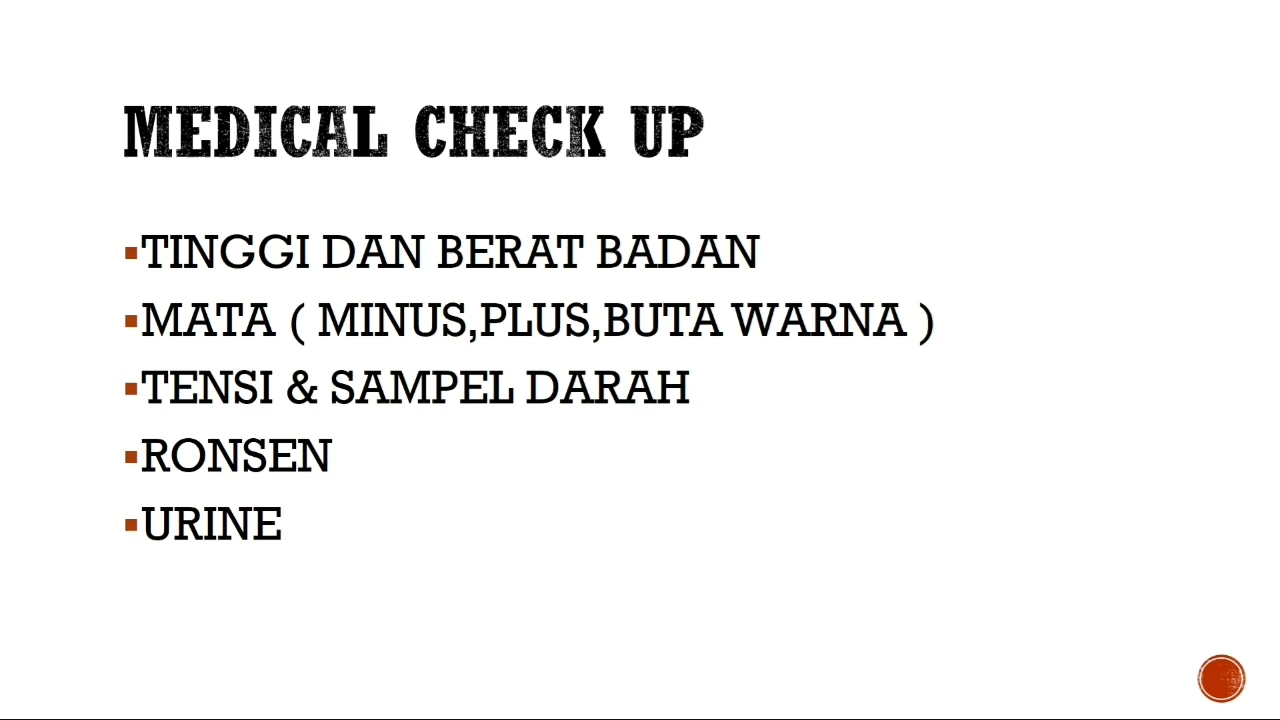 MEDICAL CHECK UP
▪TINGGI DAN BERAT BADAN
▪MATA ( MINUS,PLUS,BUTA WARNA )
▪TENSI & SAMPEL DARAH
▪RONSEN
▪URINE